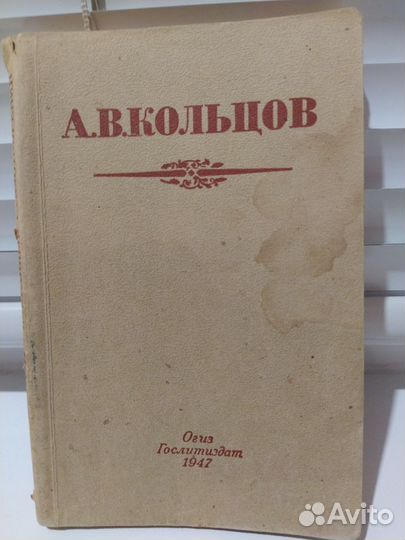 А.В.КОЛЬЦОВ
Огиз
Гослитиздат
1947
Avito